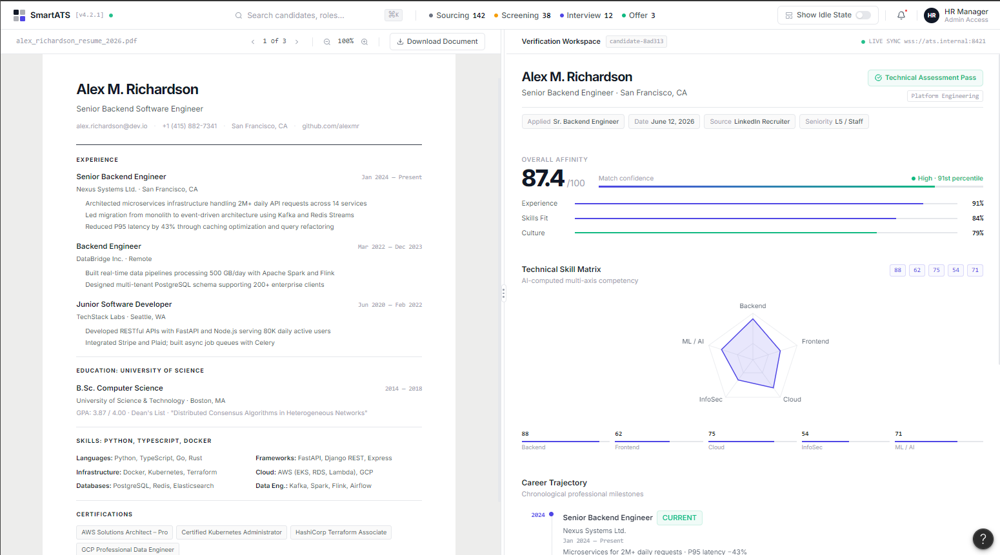 SmartATS [v4.2.1]
Search candidates, roles... ⌘K
Sourcing 142 Screening 38 Interview 12 Offer 3
Show Idle State
HR HR Manager
Admin Access
alex_richardson_resume_2026.pdf
1 of 3
100%
Download Document
Alex M. Richardson
Senior Backend Software Engineer
alex.richardson@dev.io · +1 (415) 882-7341 · San Francisco, CA · github.com/alexmr
EXPERIENCE
Senior Backend Engineer Jan 2024 — Present
Nexus Systems Ltd. · San Francisco, CA
Architected microservices infrastructure handling 2M+ daily API requests across 14 services
Led migration from monolith to event-driven architecture using Kafka and Redis Streams
Reduced P95 latency by 43% through caching optimization and query refactoring
Backend Engineer Mar 2022 — Dec 2023
DataBridge Inc. · Remote
Built real-time data pipelines processing 500 GB/day with Apache Spark and Flink
Designed multi-tenant PostgreSQL schema supporting 200+ enterprise clients
Junior Software Developer Jun 2020 — Feb 2022
TechStack Labs · Seattle, WA
Developed RESTful APIs with FastAPI and Node.js serving 80K daily active users
Integrated Stripe and Plaid; built async job queues with Celery
EDUCATION: UNIVERSITY OF SCIENCE
B.Sc. Computer Science 2014 — 2018
University of Science & Technology · Boston, MA
GPA: 3.87 / 4.00 · Dean's List · "Distributed Consensus Algorithms in Heterogeneous Networks"
SKILLS: PYTHON, TYPESCRIPT, DOCKER
Languages: Python, TypeScript, Go, Rust Frameworks: FastAPI, Django REST, Express
Infrastructure: Docker, Kubernetes, Terraform Cloud: AWS (EKS, RDS, Lambda), GCP
Databases: PostgreSQL, Redis, Elasticsearch Data Eng.: Kafka, Spark, Flink, Airflow
CERTIFICATIONS
AWS Solutions Architect – Pro Certified Kubernetes Administrator HashiCorp Terraform Associate
GCP Professional Data Engineer
Verification Workspace candidate-8ad313
LIVE SYNC wss://ats.internal:8421
Alex M. Richardson
Technical Assessment Pass
Senior Backend Engineer · San Francisco, CA
Platform Engineering
Applied Sr. Backend Engineer Date June 12, 2026 Source LinkedIn Recruiter Seniority L5 / Staff
OVERALL AFFINITY
87.4 /100
Match confidence High · 91st percentile
Experience 91%
Skills Fit 84%
Culture 79%
Technical Skill Matrix 88 62 75 54 71
AI-computed multi-axis competency
Backend
ML / AI Frontend
InfoSec Cloud
88 62 75 54 71
Backend Frontend Cloud InfoSec ML / AI
Career Trajectory
Chronological professional milestones
2024 Senior Backend Engineer CURRENT
Nexus Systems Ltd.
Jan 2024 — Present
Microservices for 2M+ daily requests · P95 latency −43%
?